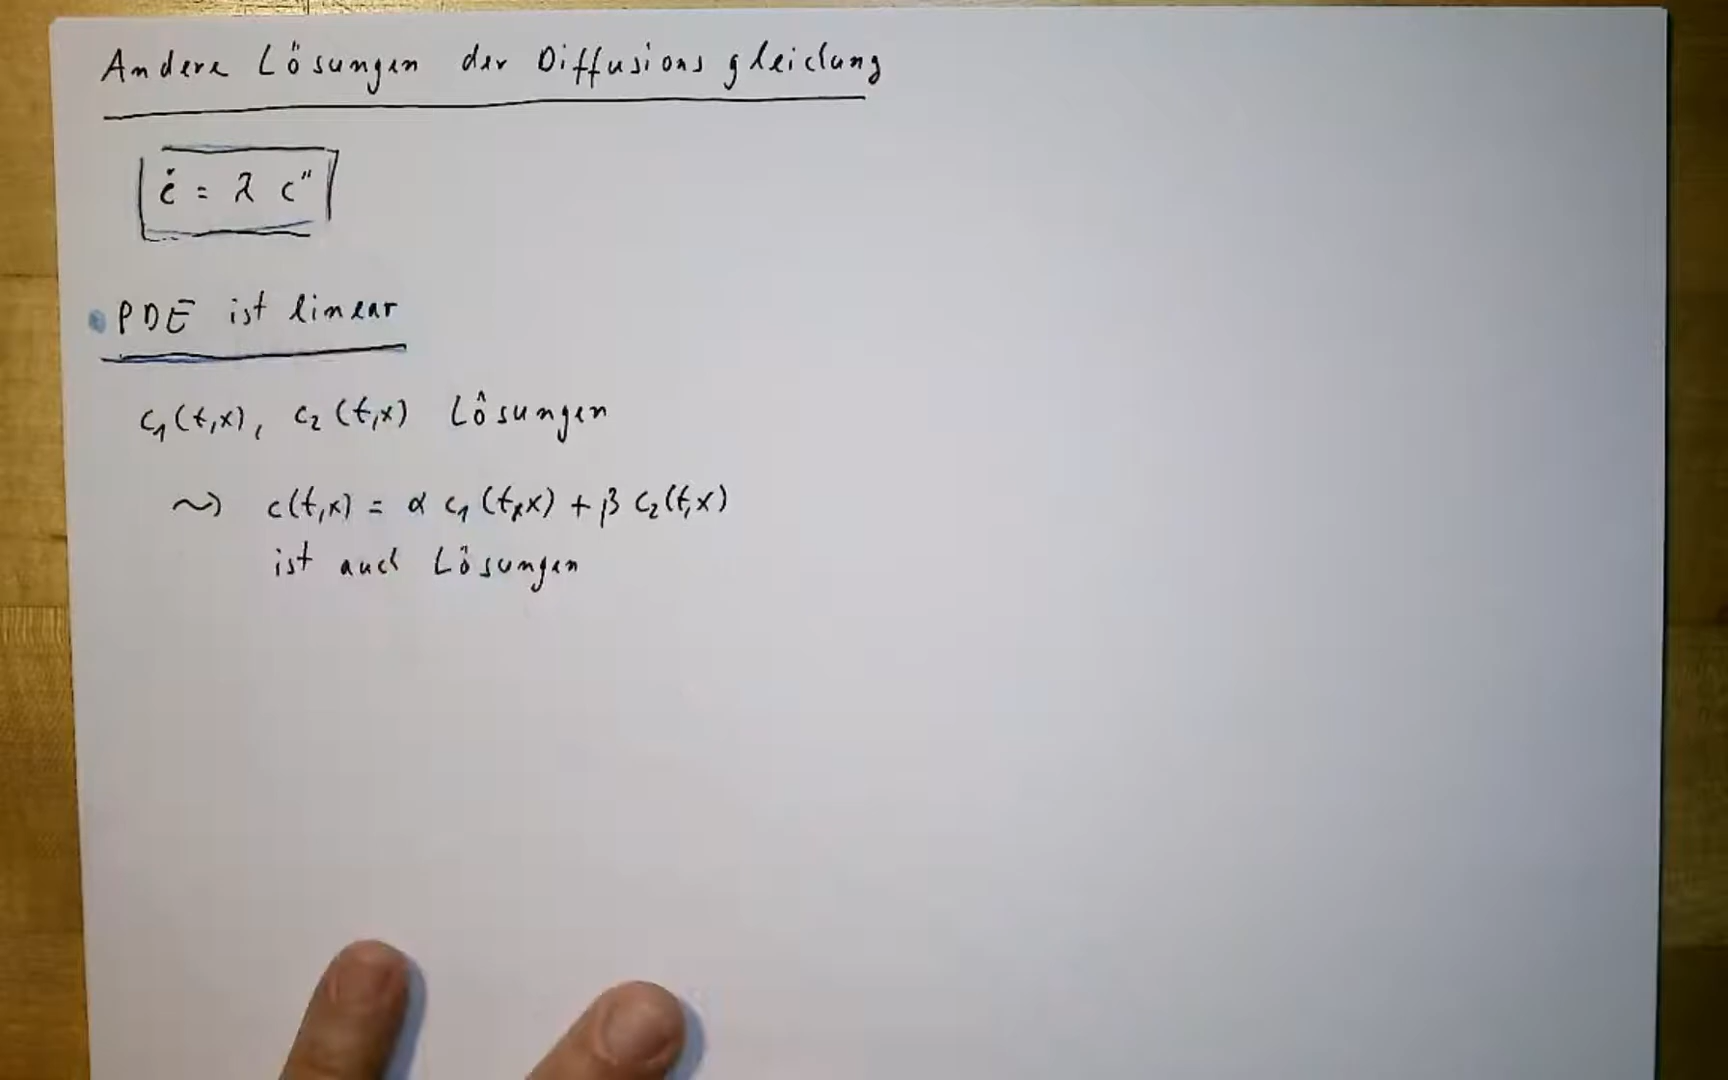 Andere Lösungen der Diffusionsgleichung
ċ = λ c"
• PDE ist linear
c₁(t,x), c₂(t,x) Lösungen
⤳ c(t,x) = α c₁(t,x) + β c₂(t,x)
ist auch Lösungen